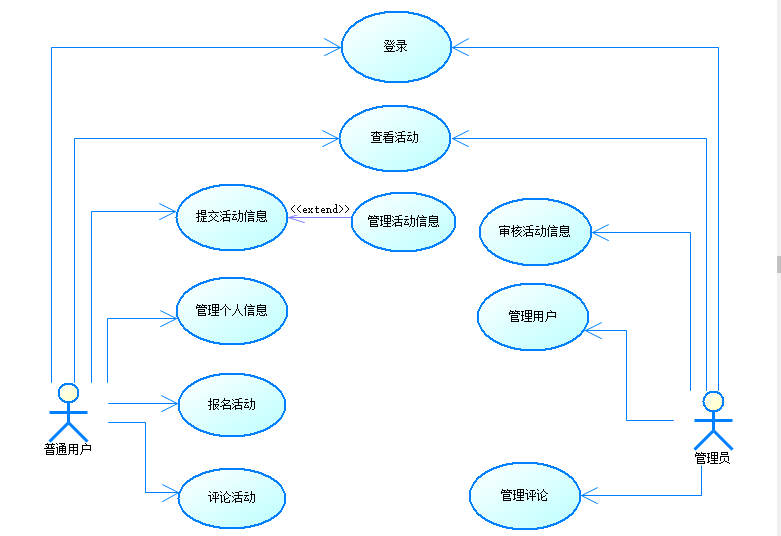 登录
查看活动
提交活动信息
<<extend>>
管理活动信息
审核活动信息
管理个人信息
管理用户
报名活动
普通用户
管理员
评论活动
管理评论